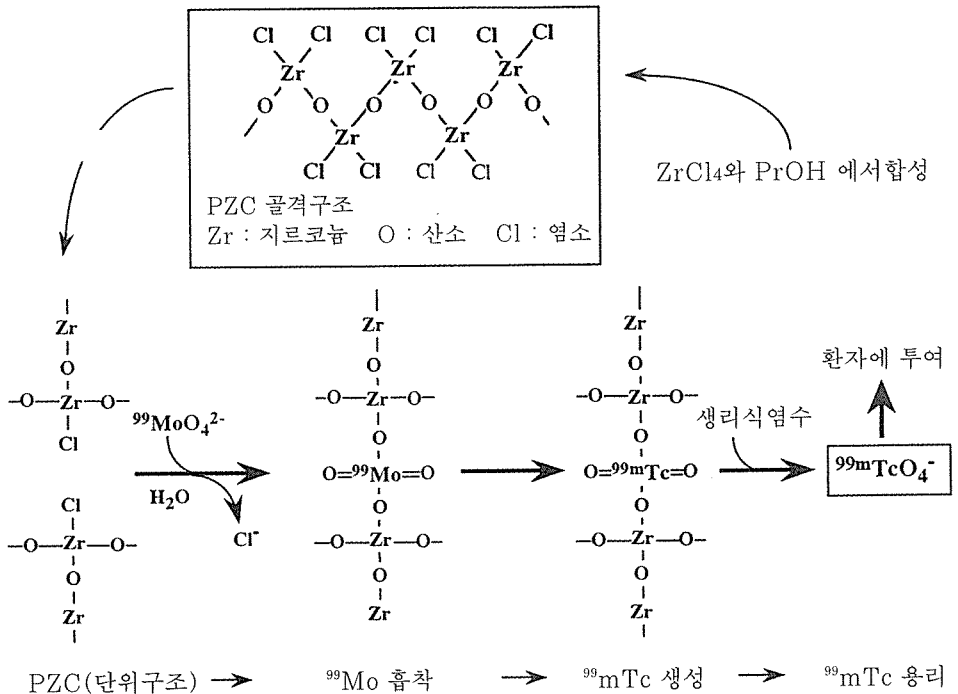 Cl Cl Cl Cl Cl Cl
Zr Zr Zr
O O O O O O
Zr Zr
Cl Cl Cl Cl
PZC 골격구조
Zr : 지르코늄 O : 산소 Cl : 염소
ZrCl₄와 PrOH 에서합성
Zr
O
–O–Zr–O–
Cl
Cl
–O–Zr–O–
O
Zr
⁹⁹MoO₄²⁻
H₂O
Cl⁻
Zr
O
–O–Zr–O–
O
O=⁹⁹Mo=O
O
–O–Zr–O–
O
Zr
Zr
O
–O–Zr–O–
O
O=⁹⁹ᵐTc=O
O
–O–Zr–O–
O
Zr
생리식염수
환자에 투여
⁹⁹ᵐTcO₄⁻
PZC(단위구조) → ⁹⁹Mo 흡착 → ⁹⁹mTc 생성 → ⁹⁹mTc 용리